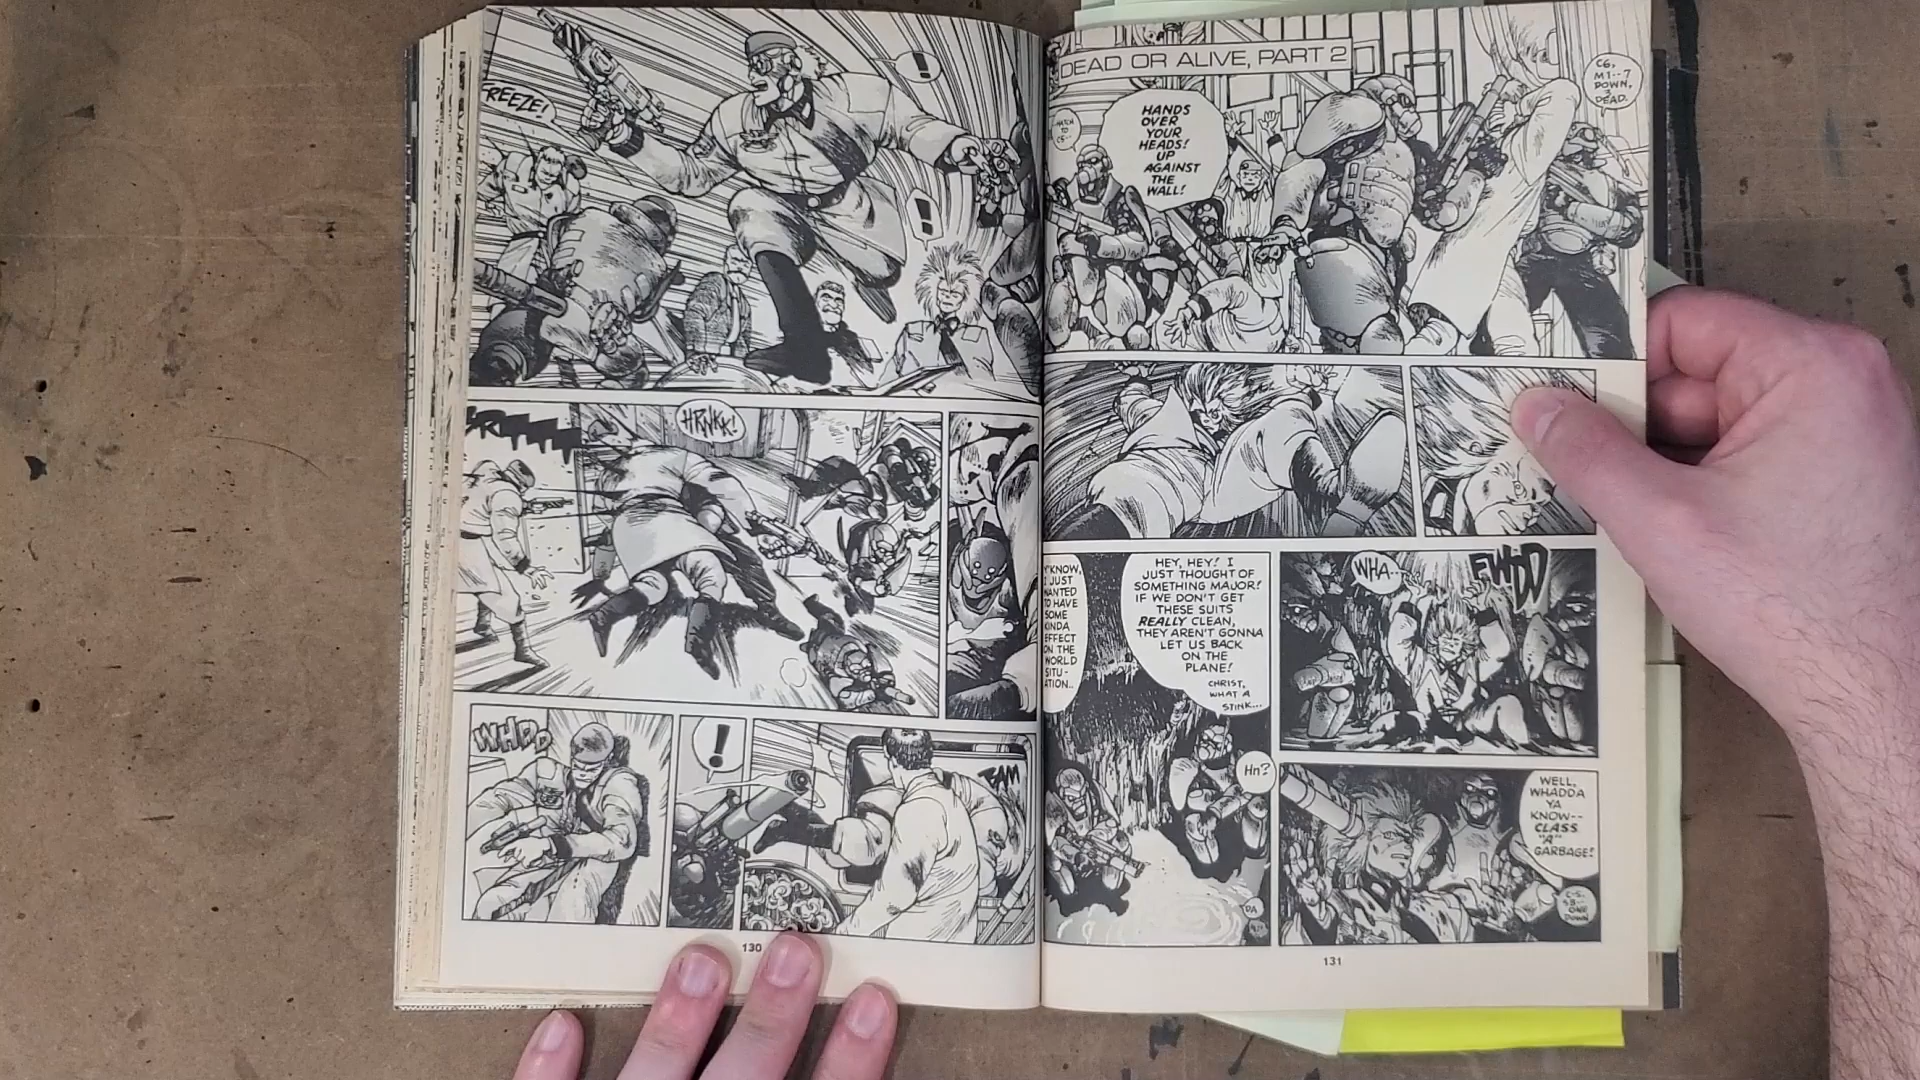 FREEZE!
!
!
HRNKK!
WHDD
!
130
DEAD OR ALIVE, PART 2
HANDS
OVER
YOUR
HEADS!
UP
AGAINST
THE
WALL!
C6,
M1--7
DOWN,
3
DEAD.
Y'KNOW,
I JUST
WANTED
TO HAVE
SOME
KINDA
EFFECT
ON THE
WORLD
SITU-
ATION..
HEY, HEY! I
JUST THOUGHT OF
SOMETHING MAJOR!
IF WE DON'T GET
THESE SUITS
REALLY CLEAN,
THEY AREN'T GONNA
LET US BACK
ON THE
PLANE!
CHRIST,
WHAT A
STINK...
Hn?
WHA--
FWDD
WELL,
WHADDA
YA
KNOW--
CLASS
"A"
GARBAGE!
ONE
DOWN
131